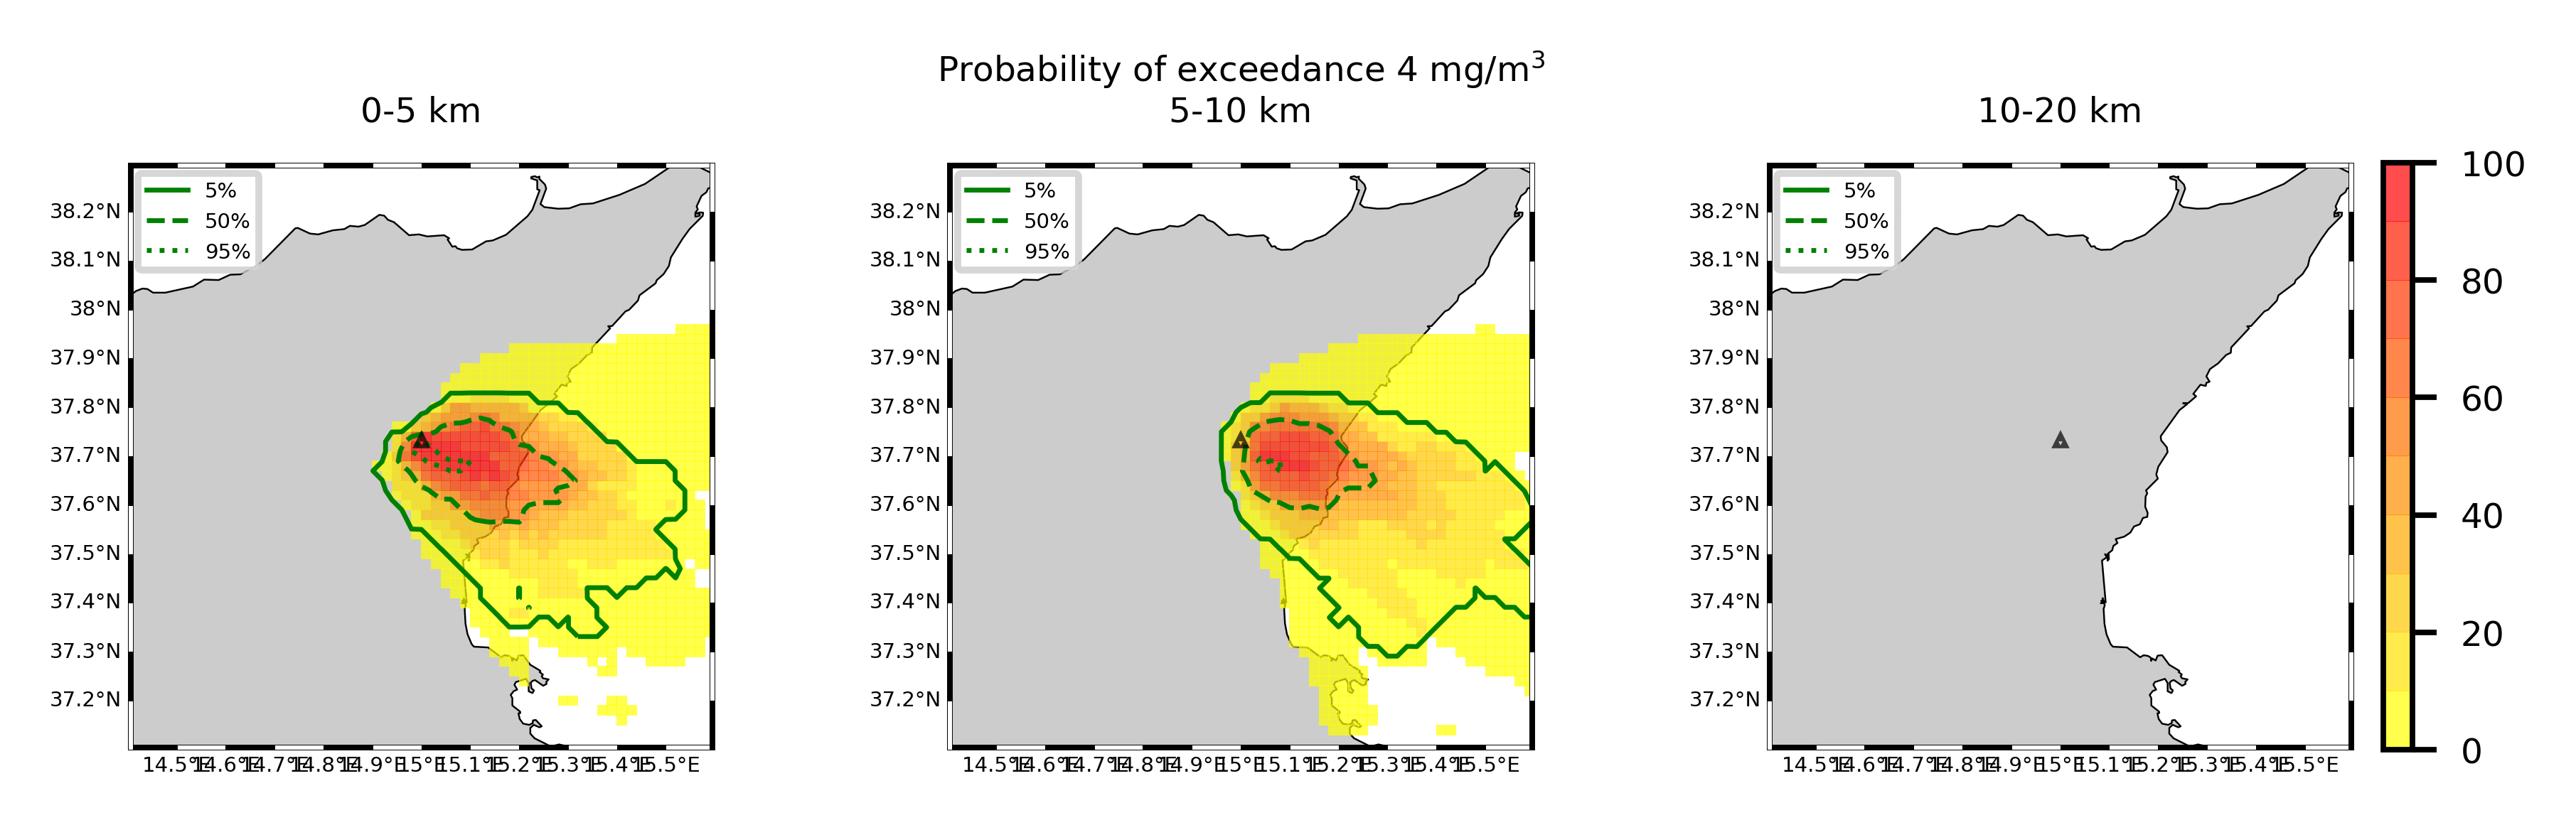 Probability of exceedance 4 mg/m³
0-5 km
5%
50%
95%
38.2°N
38.1°N
38°N
37.9°N
37.8°N
37.7°N
37.6°N
37.5°N
37.4°N
37.3°N
37.2°N
14.5°E 14.6°E 14.7°E 14.8°E 14.9°E 15°E 15.1°E 15.2°E 15.3°E 15.4°E 15.5°E
5-10 km
5%
50%
95%
38.2°N
38.1°N
38°N
37.9°N
37.8°N
37.7°N
37.6°N
37.5°N
37.4°N
37.3°N
37.2°N
14.5°E 14.6°E 14.7°E 14.8°E 14.9°E 15°E 15.1°E 15.2°E 15.3°E 15.4°E 15.5°E
10-20 km
5%
50%
95%
38.2°N
38.1°N
38°N
37.9°N
37.8°N
37.7°N
37.6°N
37.5°N
37.4°N
37.3°N
37.2°N
14.5°E 14.6°E 14.7°E 14.8°E 14.9°E 15°E 15.1°E 15.2°E 15.3°E 15.4°E 15.5°E
100
80
60
40
20
0